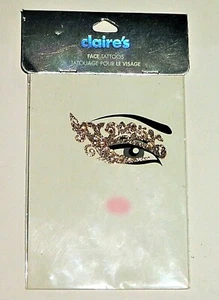 claire's
FACE TATTOOS
TATOUAGE POUR LE VISAGE